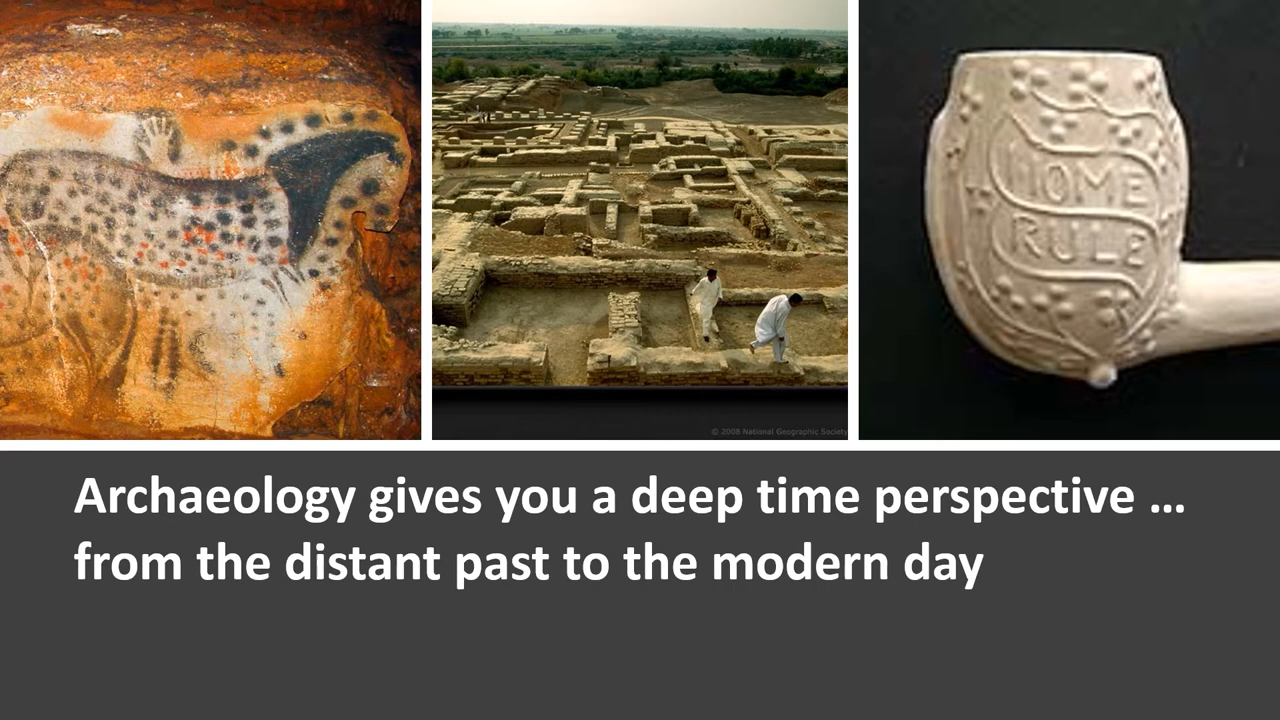 HOME
RULE
© 2008 National Geographic Society
Archaeology gives you a deep time perspective …
from the distant past to the modern day